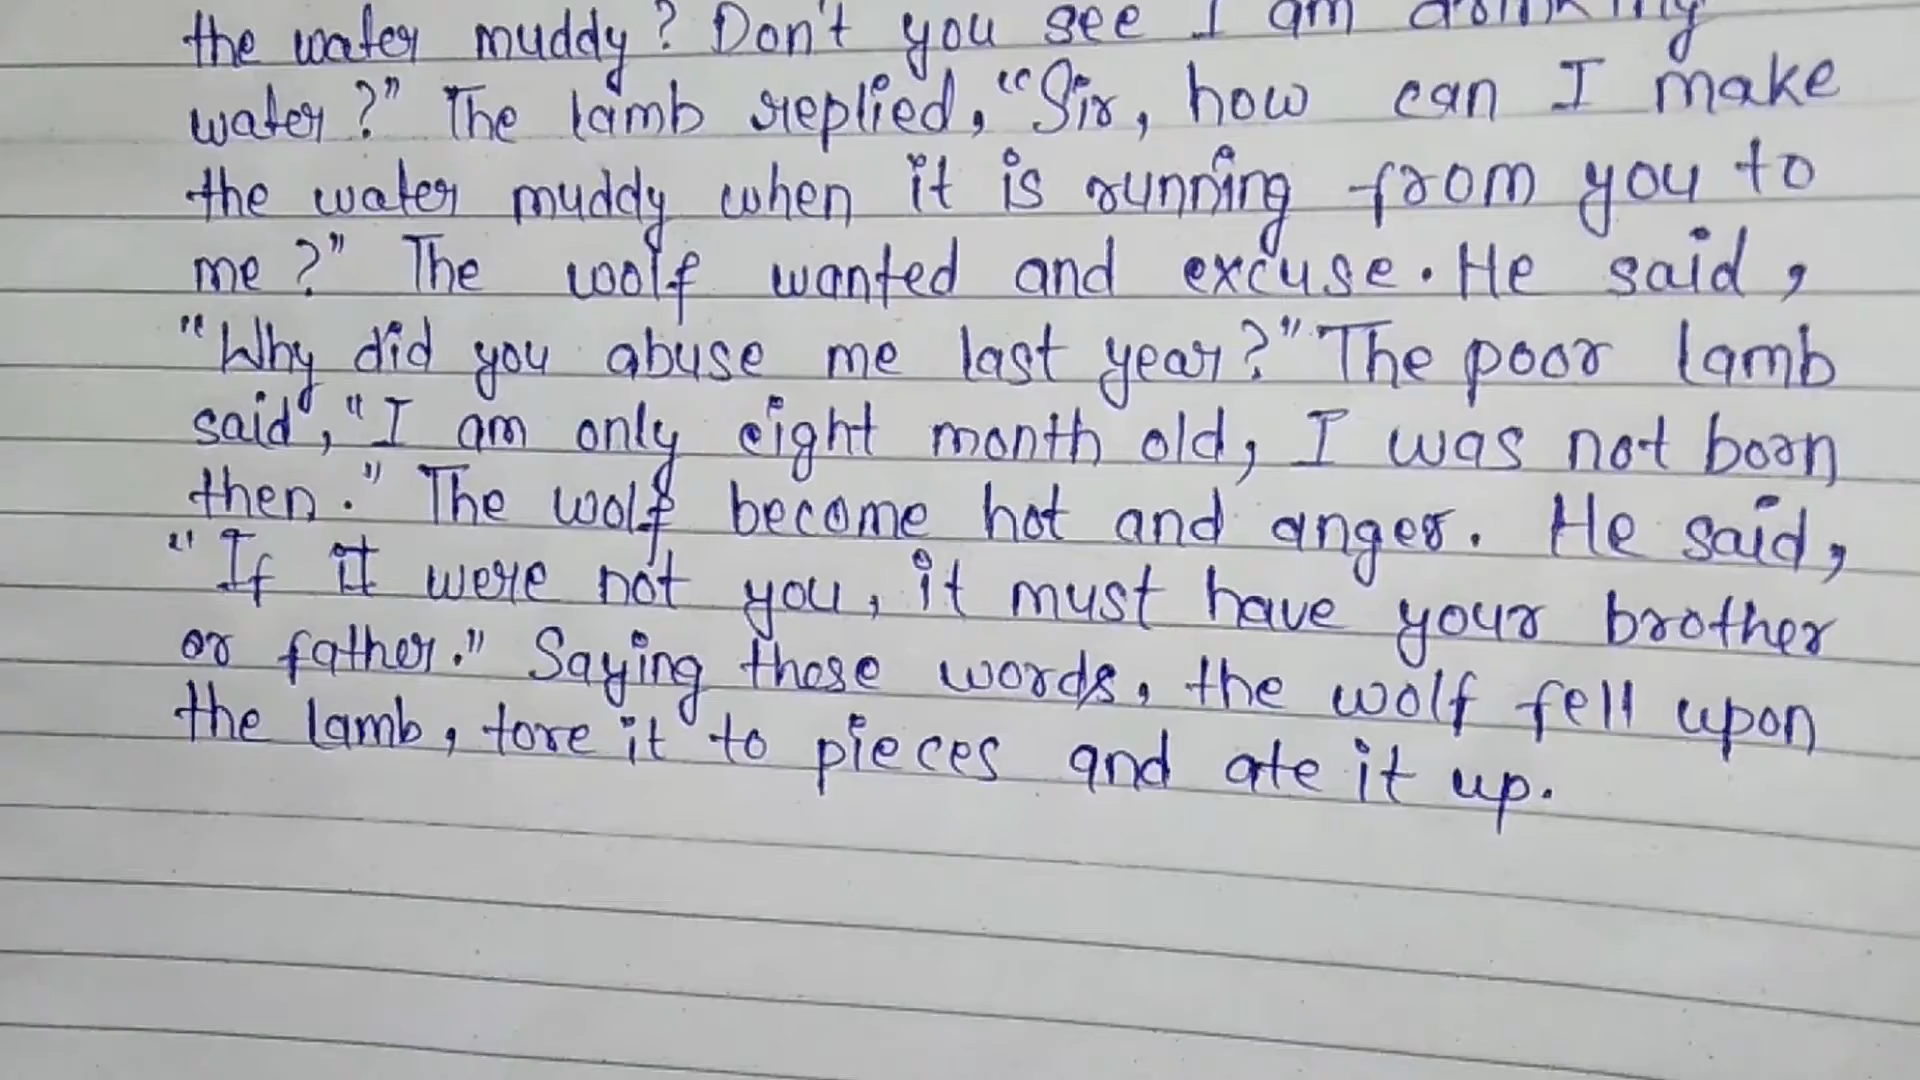 the water muddy? Don't you see I am drinking
water?" The lamb replied, "Sir, how can I make
the water muddy when it is running from you to
me?" The woolf wanted and excuse. He said,
"Why did you abuse me last year?" The poor lamb
said, "I am only eight month old, I was not born
then." The wolf become hot and anger. He said,
"If it were not you, it must have your brother
or father." Saying these words, the wolf fell upon
the lamb, tore it to pieces and ate it up.